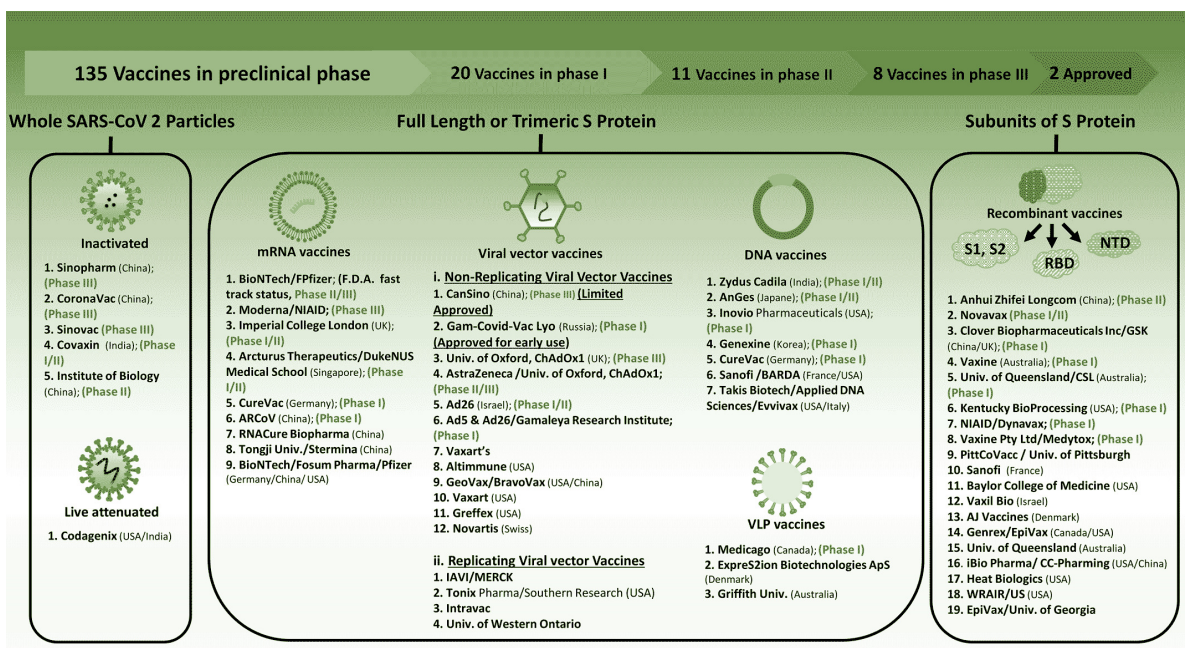 135 Vaccines in preclinical phase
20 Vaccines in phase I
11 Vaccines in phase II
8 Vaccines in phase III
2 Approved
Whole SARS-CoV 2 Particles
Inactivated
1. Sinopharm (China);
(Phase III)
2. CoronaVac (China);
(Phase III)
3. Sinovac (Phase III)
4. Covaxin (India); (Phase
I/II)
5. Institute of Biology
(China); (Phase II)
Live attenuated
1. Codagenix (USA/India)
Full Length or Trimeric S Protein
mRNA vaccines
1. BioNTech/FPfizer; (F.D.A. fast
track status, Phase II/III)
2. Moderna/NIAID; (Phase III)
3. Imperial College London (UK);
(Phase I/II)
4. Arcturus Therapeutics/DukeNUS
Medical School (Singapore); (Phase
I/II)
5. CureVac (Germany); (Phase I)
6. ARCoV (China); (Phase I)
7. RNACure Biopharma (China)
8. Tongji Univ./Stermina (China)
9. BioNTech/Fosum Pharma/Pfizer
(Germany/China/ USA)
Viral vector vaccines
i. Non-Replicating Viral Vector Vaccines
1. CanSino (China); (Phase III) (Limited
Approved)
2. Gam-Covid-Vac Lyo (Russia); (Phase I)
(Approved for early use)
3. Univ. of Oxford, ChAdOx1 (UK); (Phase III)
4. AstraZeneca /Univ. of Oxford, ChAdOx1;
(Phase II/III)
5. Ad26 (Israel); (Phase I/II)
6. Ad5 & Ad26/Gamaleya Research Institute;
(Phase I)
7. Vaxart's
8. Altimmune (USA)
9. GeoVax/BravoVax (USA/China)
10. Vaxart (USA)
11. Greffex (USA)
12. Novartis (Swiss)
ii. Replicating Viral vector Vaccines
1. IAVI/MERCK
2. Tonix Pharma/Southern Research (USA)
3. Intravac
4. Univ. of Western Ontario
DNA vaccines
1. Zydus Cadila (India); (Phase I/II)
2. AnGes (Japane); (Phase I/II)
3. Inovio Pharmaceuticals (USA);
(Phase I)
4. Genexine (Korea); (Phase I)
5. CureVac (Germany); (Phase I)
6. Sanofi /BARDA (France/USA)
7. Takis Biotech/Applied DNA
Sciences/Evvivax (USA/Italy)
VLP vaccines
1. Medicago (Canada); (Phase I)
2. ExpreS2ion Biotechnologies ApS
(Denmark)
3. Griffith Univ. (Australia)
Subunits of S Protein
Recombinant vaccines
S1, S2
RBD
NTD
1. Anhui Zhifei Longcom (China); (Phase II)
2. Novavax (Phase I/II)
3. Clover Biopharmaceuticals Inc/GSK
(China/UK); (Phase I)
4. Vaxine (Australia); (Phase I)
5. Univ. of Queensland/CSL (Australia);
(Phase I)
6. Kentucky BioProcessing (USA); (Phase I)
7. NIAID/Dynavax; (Phase I)
8. Vaxine Pty Ltd/Medytox; (Phase I)
9. PittCoVacc / Univ. of Pittsburgh
10. Sanofi (France)
11. Baylor College of Medicine (USA)
12. Vaxil Bio (Israel)
13. AJ Vaccines (Denmark)
14. Genrex/EpiVax (Canada/USA)
15. Univ. of Queensland (Australia)
16. iBio Pharma/ CC-Pharming (USA/China)
17. Heat Biologics (USA)
18. WRAIR/US (USA)
19. EpiVax/Univ. of Georgia